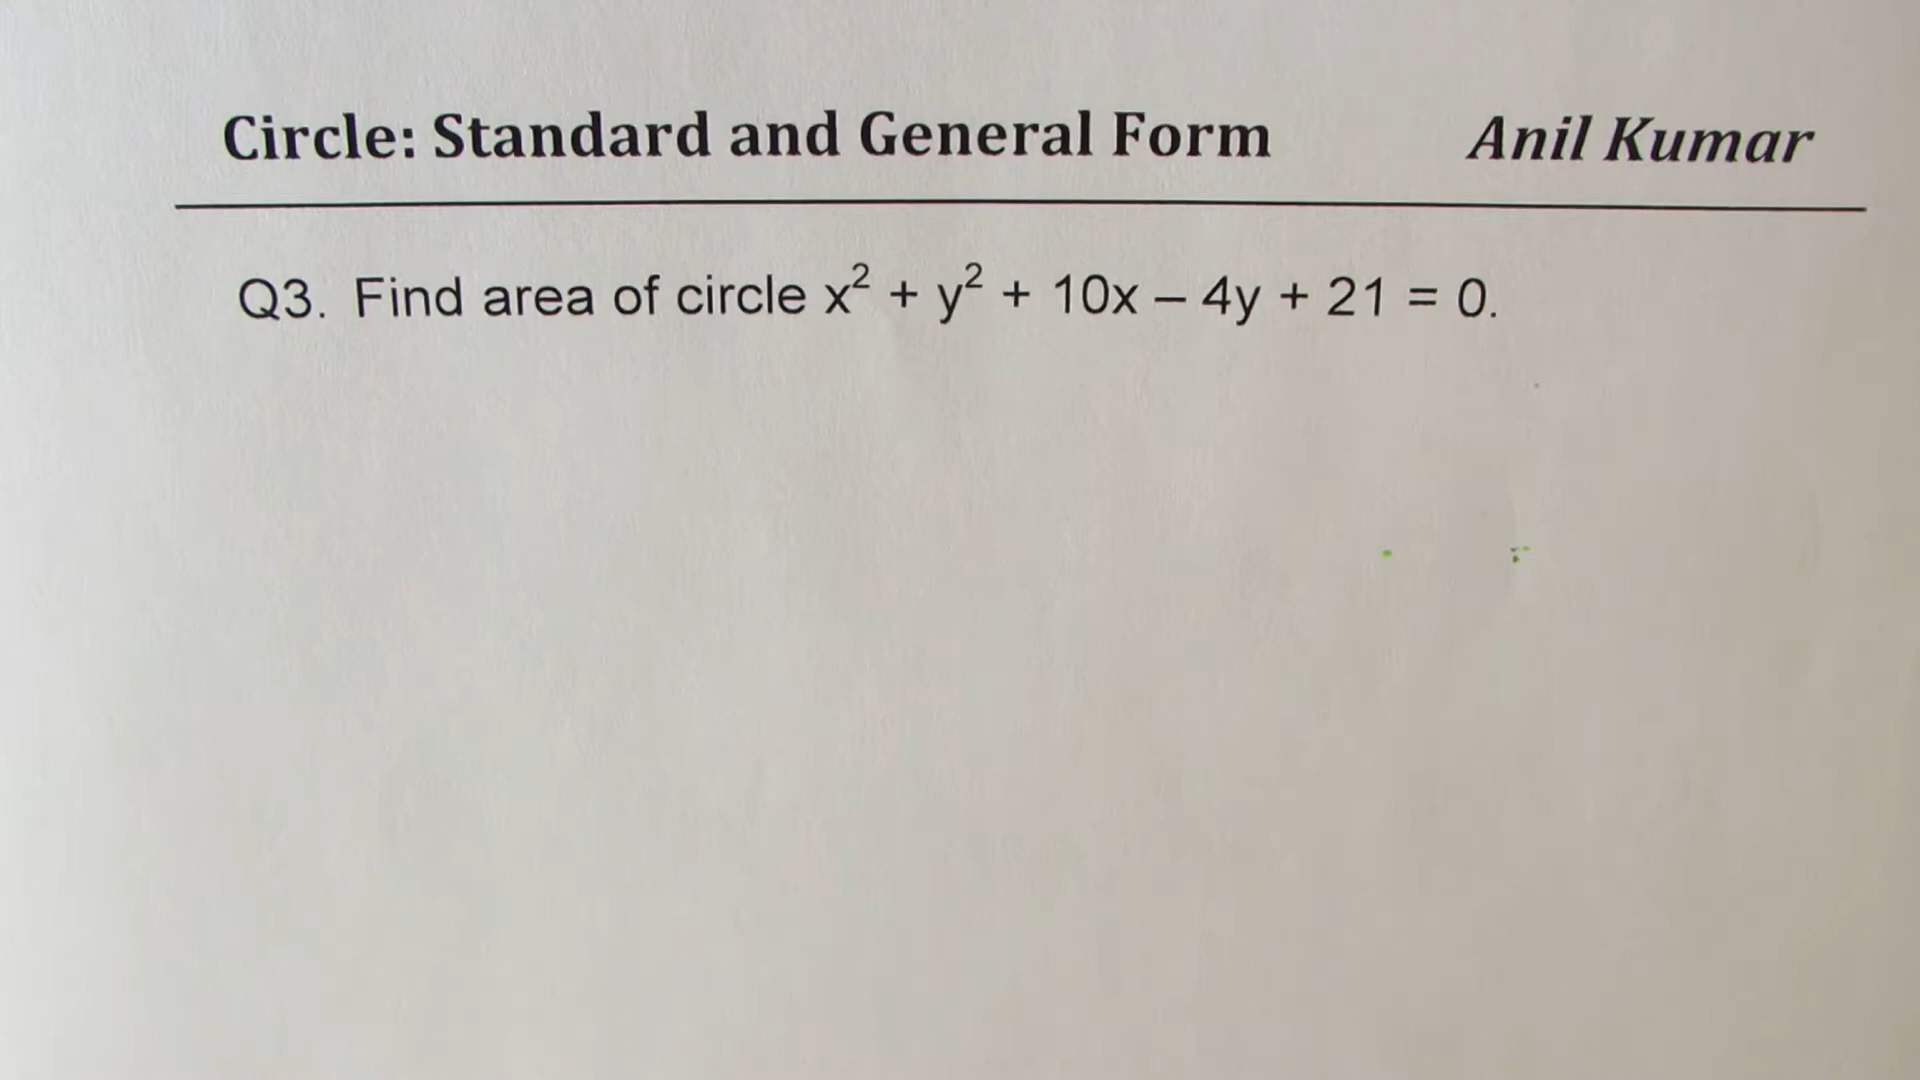 Circle: Standard and General Form Anil Kumar
Q3. Find area of circle x² + y² + 10x – 4y + 21 = 0.